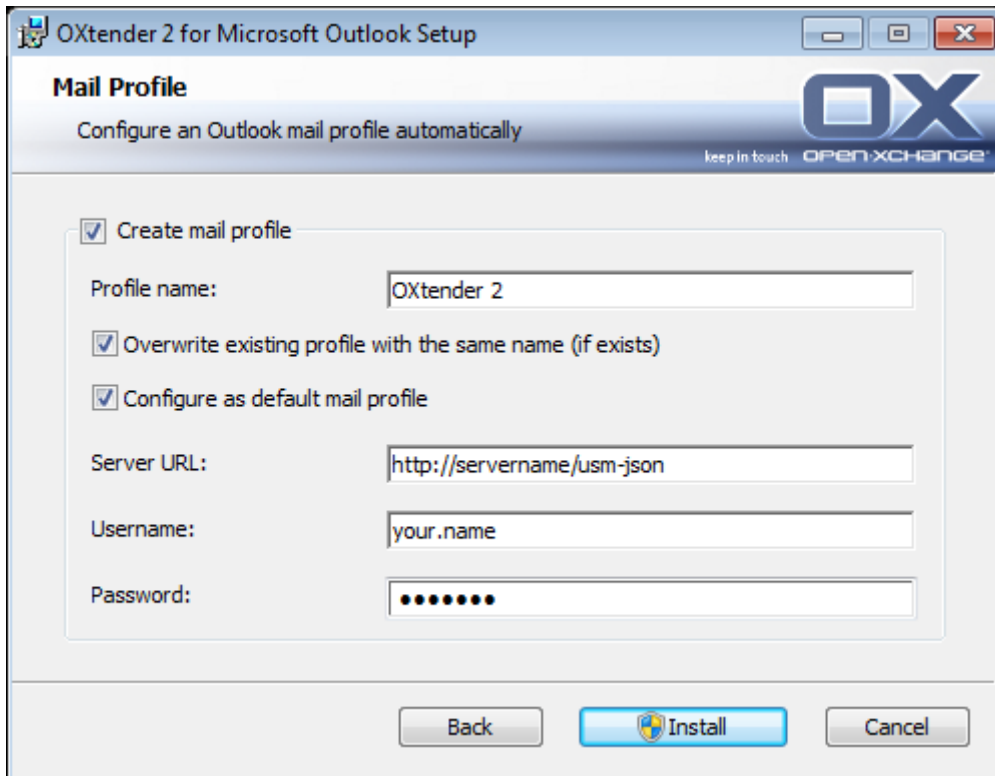 OXtender 2 for Microsoft Outlook Setup
Mail Profile
Configure an Outlook mail profile automatically
OX
keep in touch OPEN-XCHANGE
Create mail profile
Profile name: OXtender 2
Overwrite existing profile with the same name (if exists)
Configure as default mail profile
Server URL: http://servername/usm-json
Username: your.name
Password: •••••••
Back Install Cancel